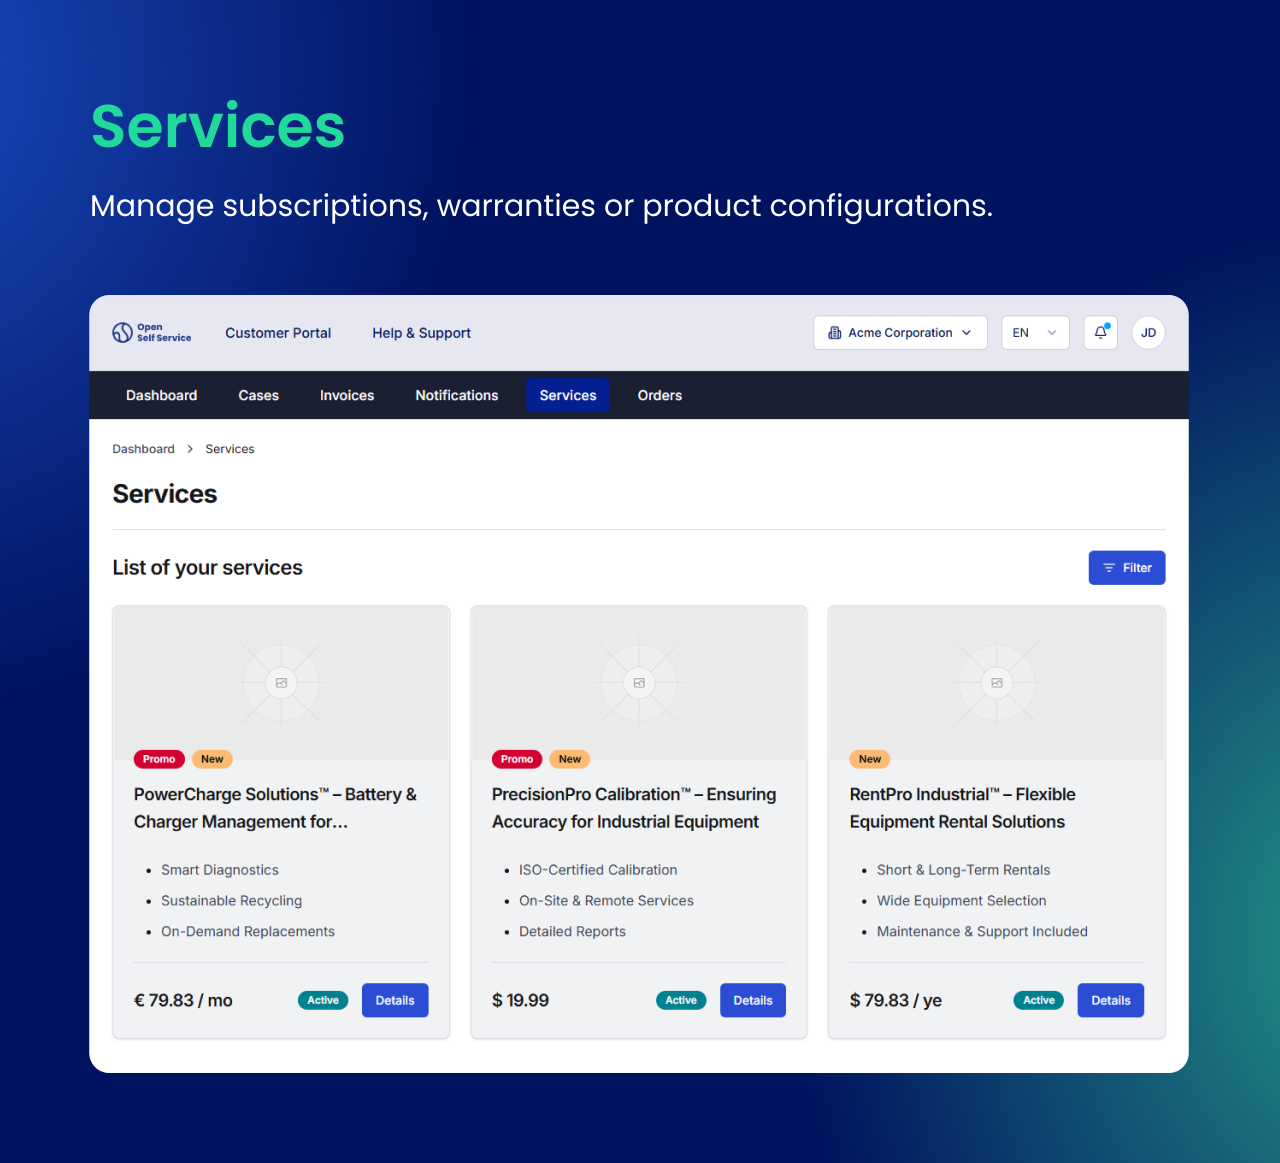 Services
Manage subscriptions, warranties or product configurations.
Open
Self Service
Customer Portal
Help & Support
Acme Corporation
EN
JD
Dashboard
Cases
Invoices
Notifications
Services
Orders
Dashboard > Services
Services
List of your services
Filter
Promo
New
PowerCharge Solutions™ – Battery &
Charger Management for...
• Smart Diagnostics
• Sustainable Recycling
• On-Demand Replacements
€ 79.83 / mo
Active
Details
Promo
New
PrecisionPro Calibration™ – Ensuring
Accuracy for Industrial Equipment
• ISO-Certified Calibration
• On-Site & Remote Services
• Detailed Reports
$ 19.99
Active
Details
New
RentPro Industrial™ – Flexible
Equipment Rental Solutions
• Short & Long-Term Rentals
• Wide Equipment Selection
• Maintenance & Support Included
$ 79.83 / ye
Active
Details